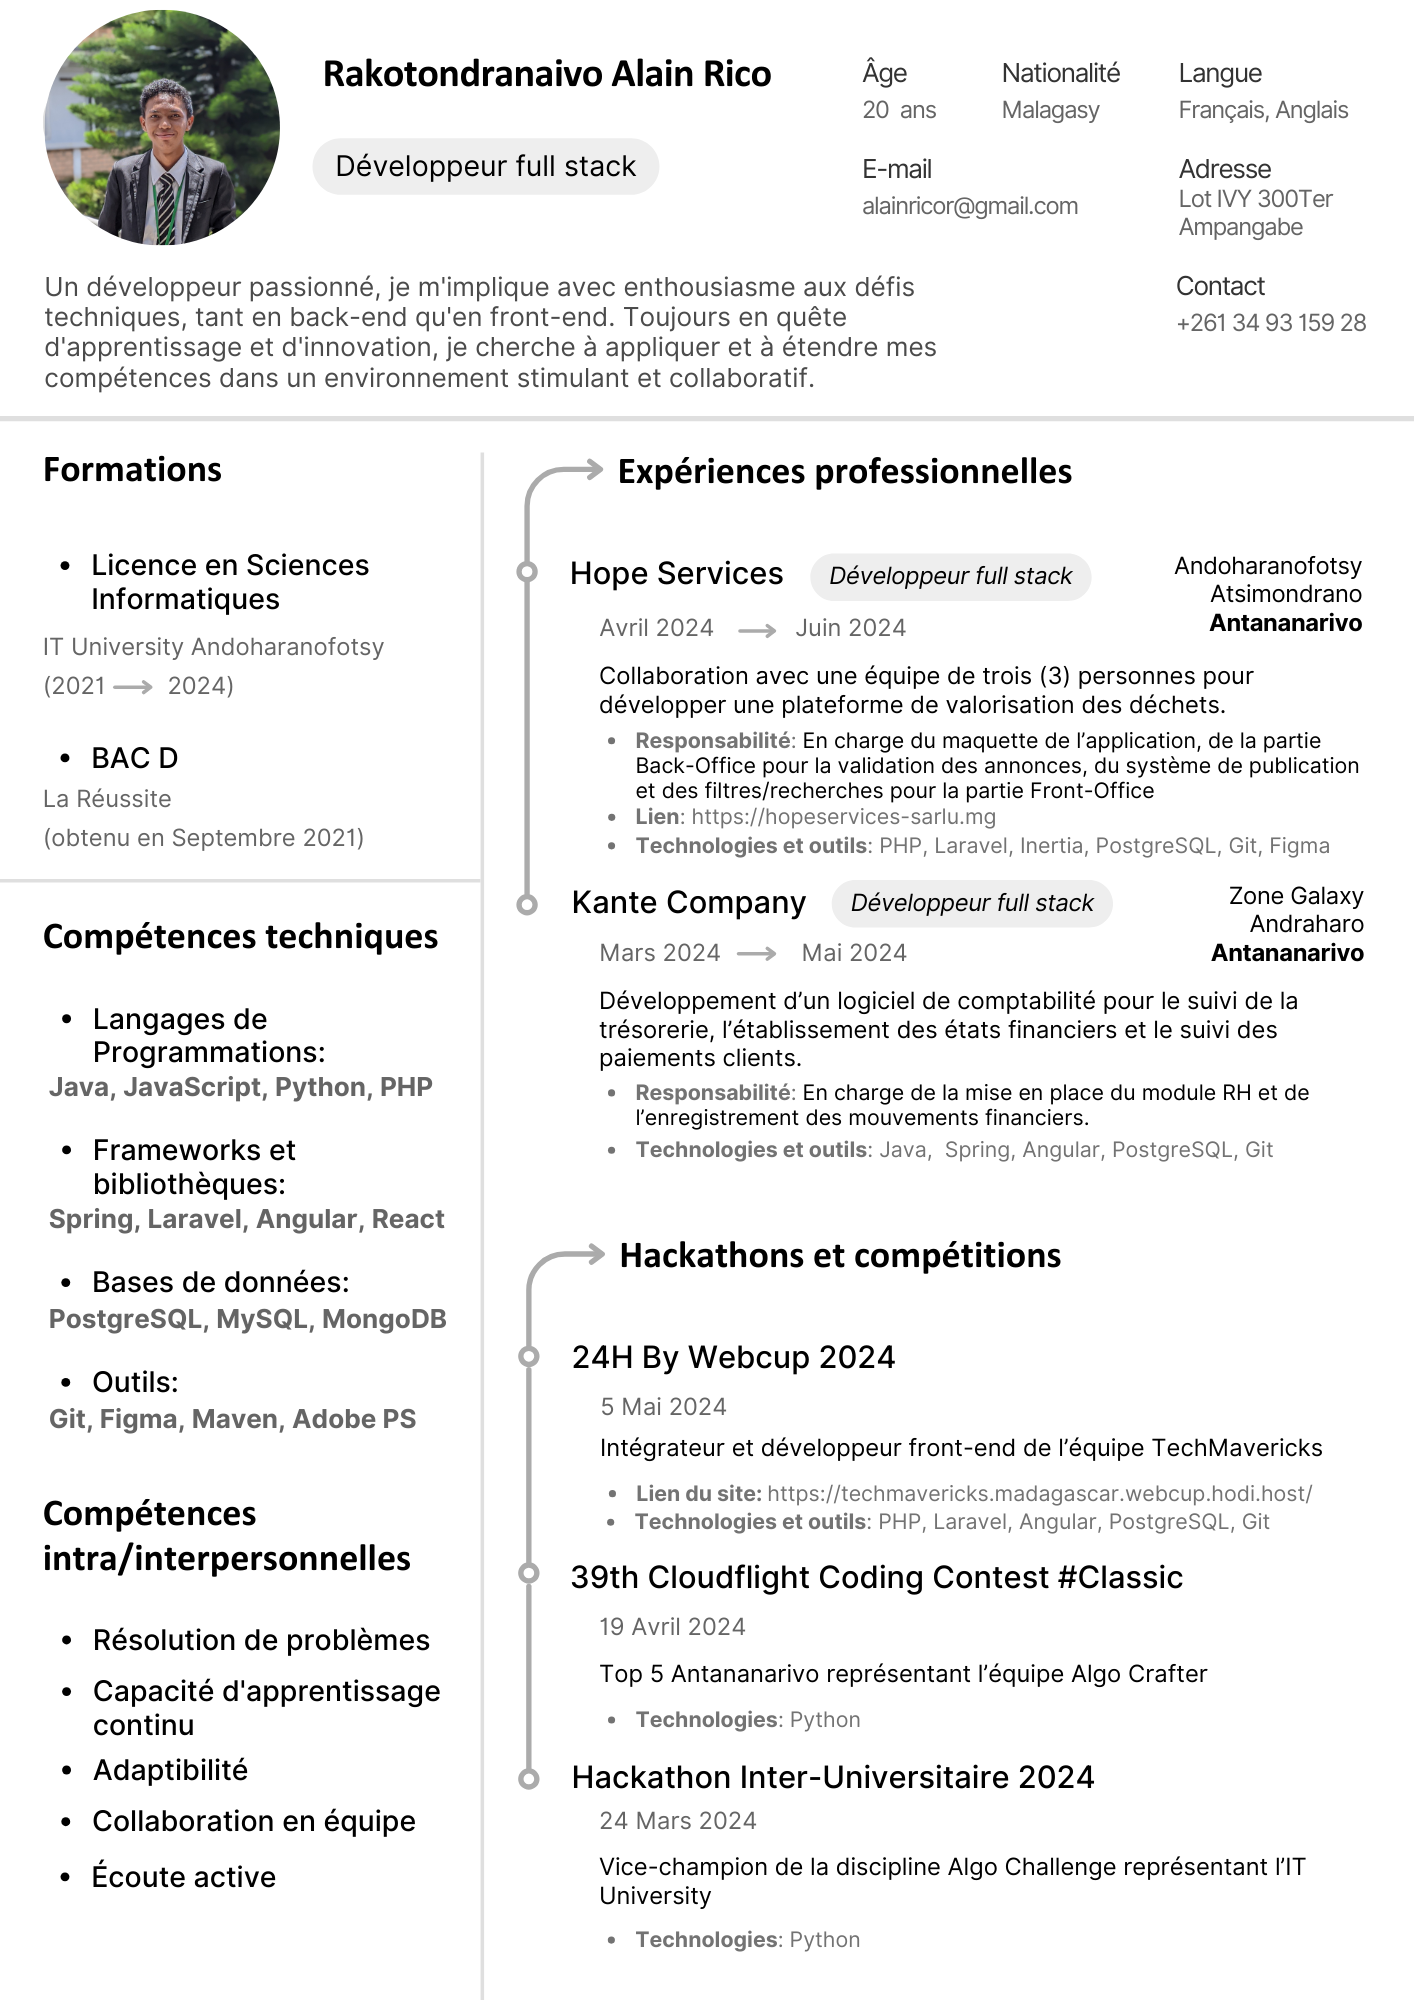 Rakotondranaivo Alain Rico
Développeur full stack
Âge
20 ans
Nationalité
Malagasy
Langue
Français, Anglais
E-mail
alainricor@gmail.com
Adresse
Lot IVY 300Ter
Ampangabe
Contact
+261 34 93 159 28
Un développeur passionné, je m'implique avec enthousiasme aux défis
techniques, tant en back-end qu'en front-end. Toujours en quête
d'apprentissage et d'innovation, je cherche à appliquer et à étendre mes
compétences dans un environnement stimulant et collaboratif.
Formations
• Licence en Sciences
Informatiques
IT University Andoharanofotsy
(2021 → 2024)
• BAC D
La Réussite
(obtenu en Septembre 2021)
Compétences techniques
• Langages de
Programmations:
Java, JavaScript, Python, PHP
• Frameworks et
bibliothèques:
Spring, Laravel, Angular, React
• Bases de données:
PostgreSQL, MySQL, MongoDB
• Outils:
Git, Figma, Maven, Adobe PS
Compétences
intra/interpersonnelles
• Résolution de problèmes
• Capacité d'apprentissage
continu
• Adaptibilité
• Collaboration en équipe
• Écoute active
Expériences professionnelles
Hope Services
Développeur full stack
Andoharanofotsy
Atsimondrano
Antananarivo
Avril 2024 → Juin 2024
Collaboration avec une équipe de trois (3) personnes pour
développer une plateforme de valorisation des déchets.
• Responsabilité: En charge du maquette de l’application, de la partie
Back-Office pour la validation des annonces, du système de publication
et des filtres/recherches pour la partie Front-Office
• Lien: https://hopeservices-sarlu.mg
• Technologies et outils: PHP, Laravel, Inertia, PostgreSQL, Git, Figma
Kante Company
Développeur full stack
Zone Galaxy
Andraharo
Antananarivo
Mars 2024 → Mai 2024
Développement d’un logiciel de comptabilité pour le suivi de la
trésorerie, l’établissement des états financiers et le suivi des
paiements clients.
• Responsabilité: En charge de la mise en place du module RH et de
l’enregistrement des mouvements financiers.
• Technologies et outils: Java, Spring, Angular, PostgreSQL, Git
Hackathons et compétitions
24H By Webcup 2024
5 Mai 2024
Intégrateur et développeur front-end de l’équipe TechMavericks
• Lien du site: https://techmavericks.madagascar.webcup.hodi.host/
• Technologies et outils: PHP, Laravel, Angular, PostgreSQL, Git
39th Cloudflight Coding Contest #Classic
19 Avril 2024
Top 5 Antananarivo représentant l’équipe Algo Crafter
• Technologies: Python
Hackathon Inter-Universitaire 2024
24 Mars 2024
Vice-champion de la discipline Algo Challenge représentant l’IT
University
• Technologies: Python